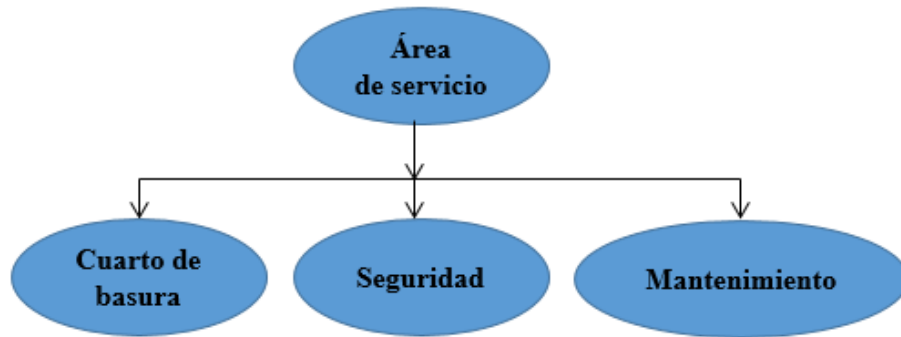 Área
de servicio
Cuarto de
basura
Seguridad
Mantenimiento